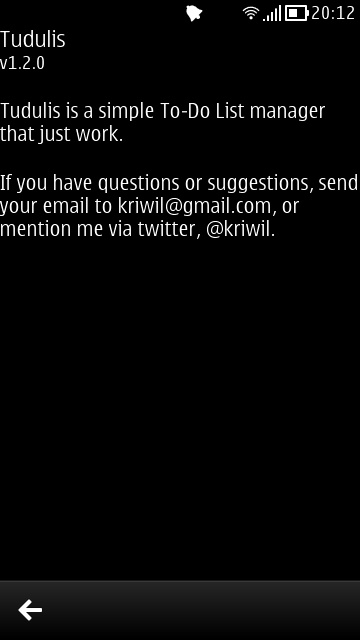 20:12
Tudulis
v1.2.0
Tudulis is a simple To-Do List manager
that just work.
If you have questions or suggestions, send
your email to kriwil@gmail.com, or
mention me via twitter, @kriwil.